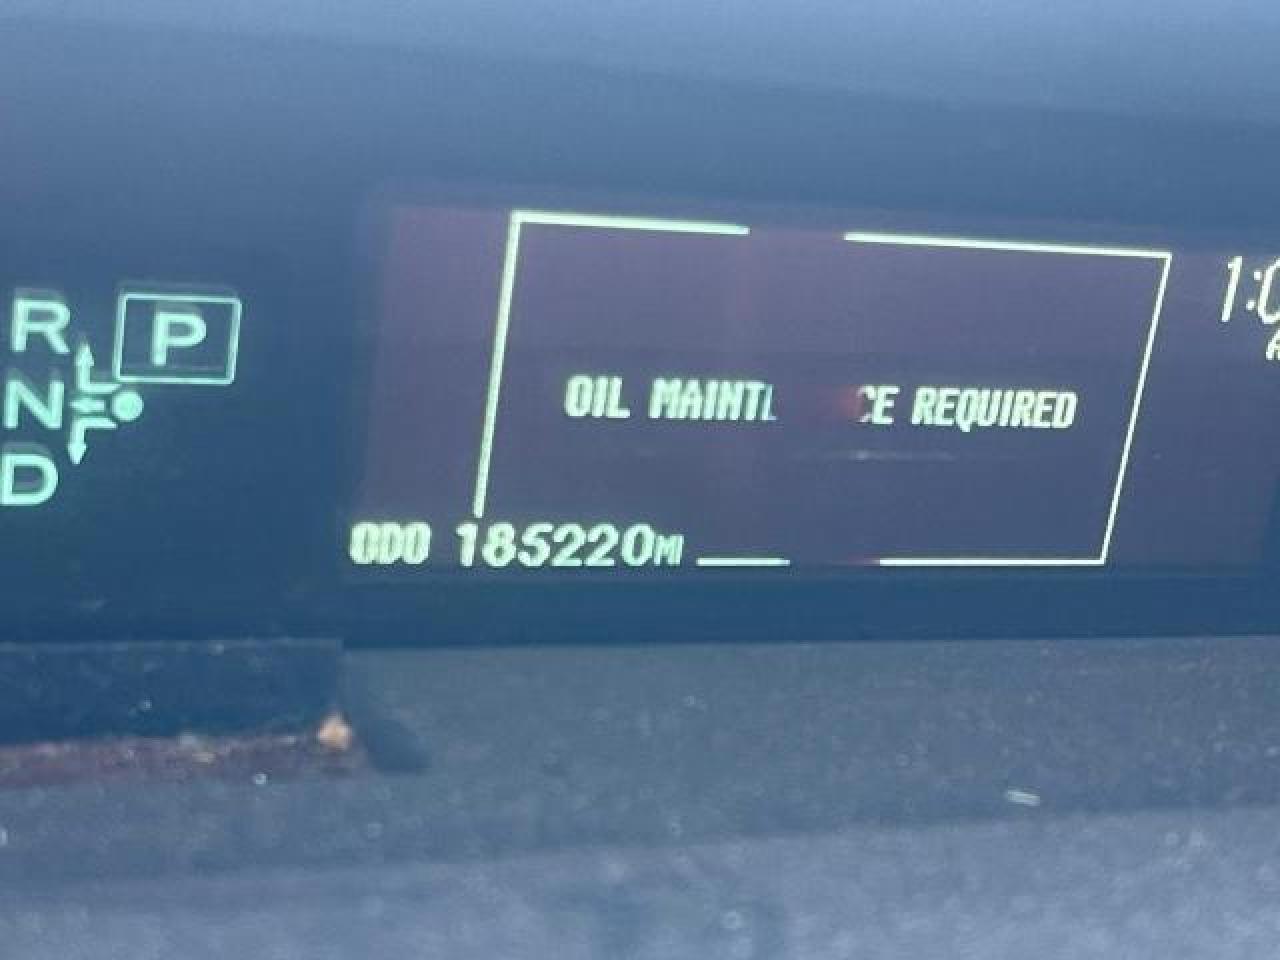 R P
N
D
OIL REQUIRED
ODO 185220MI